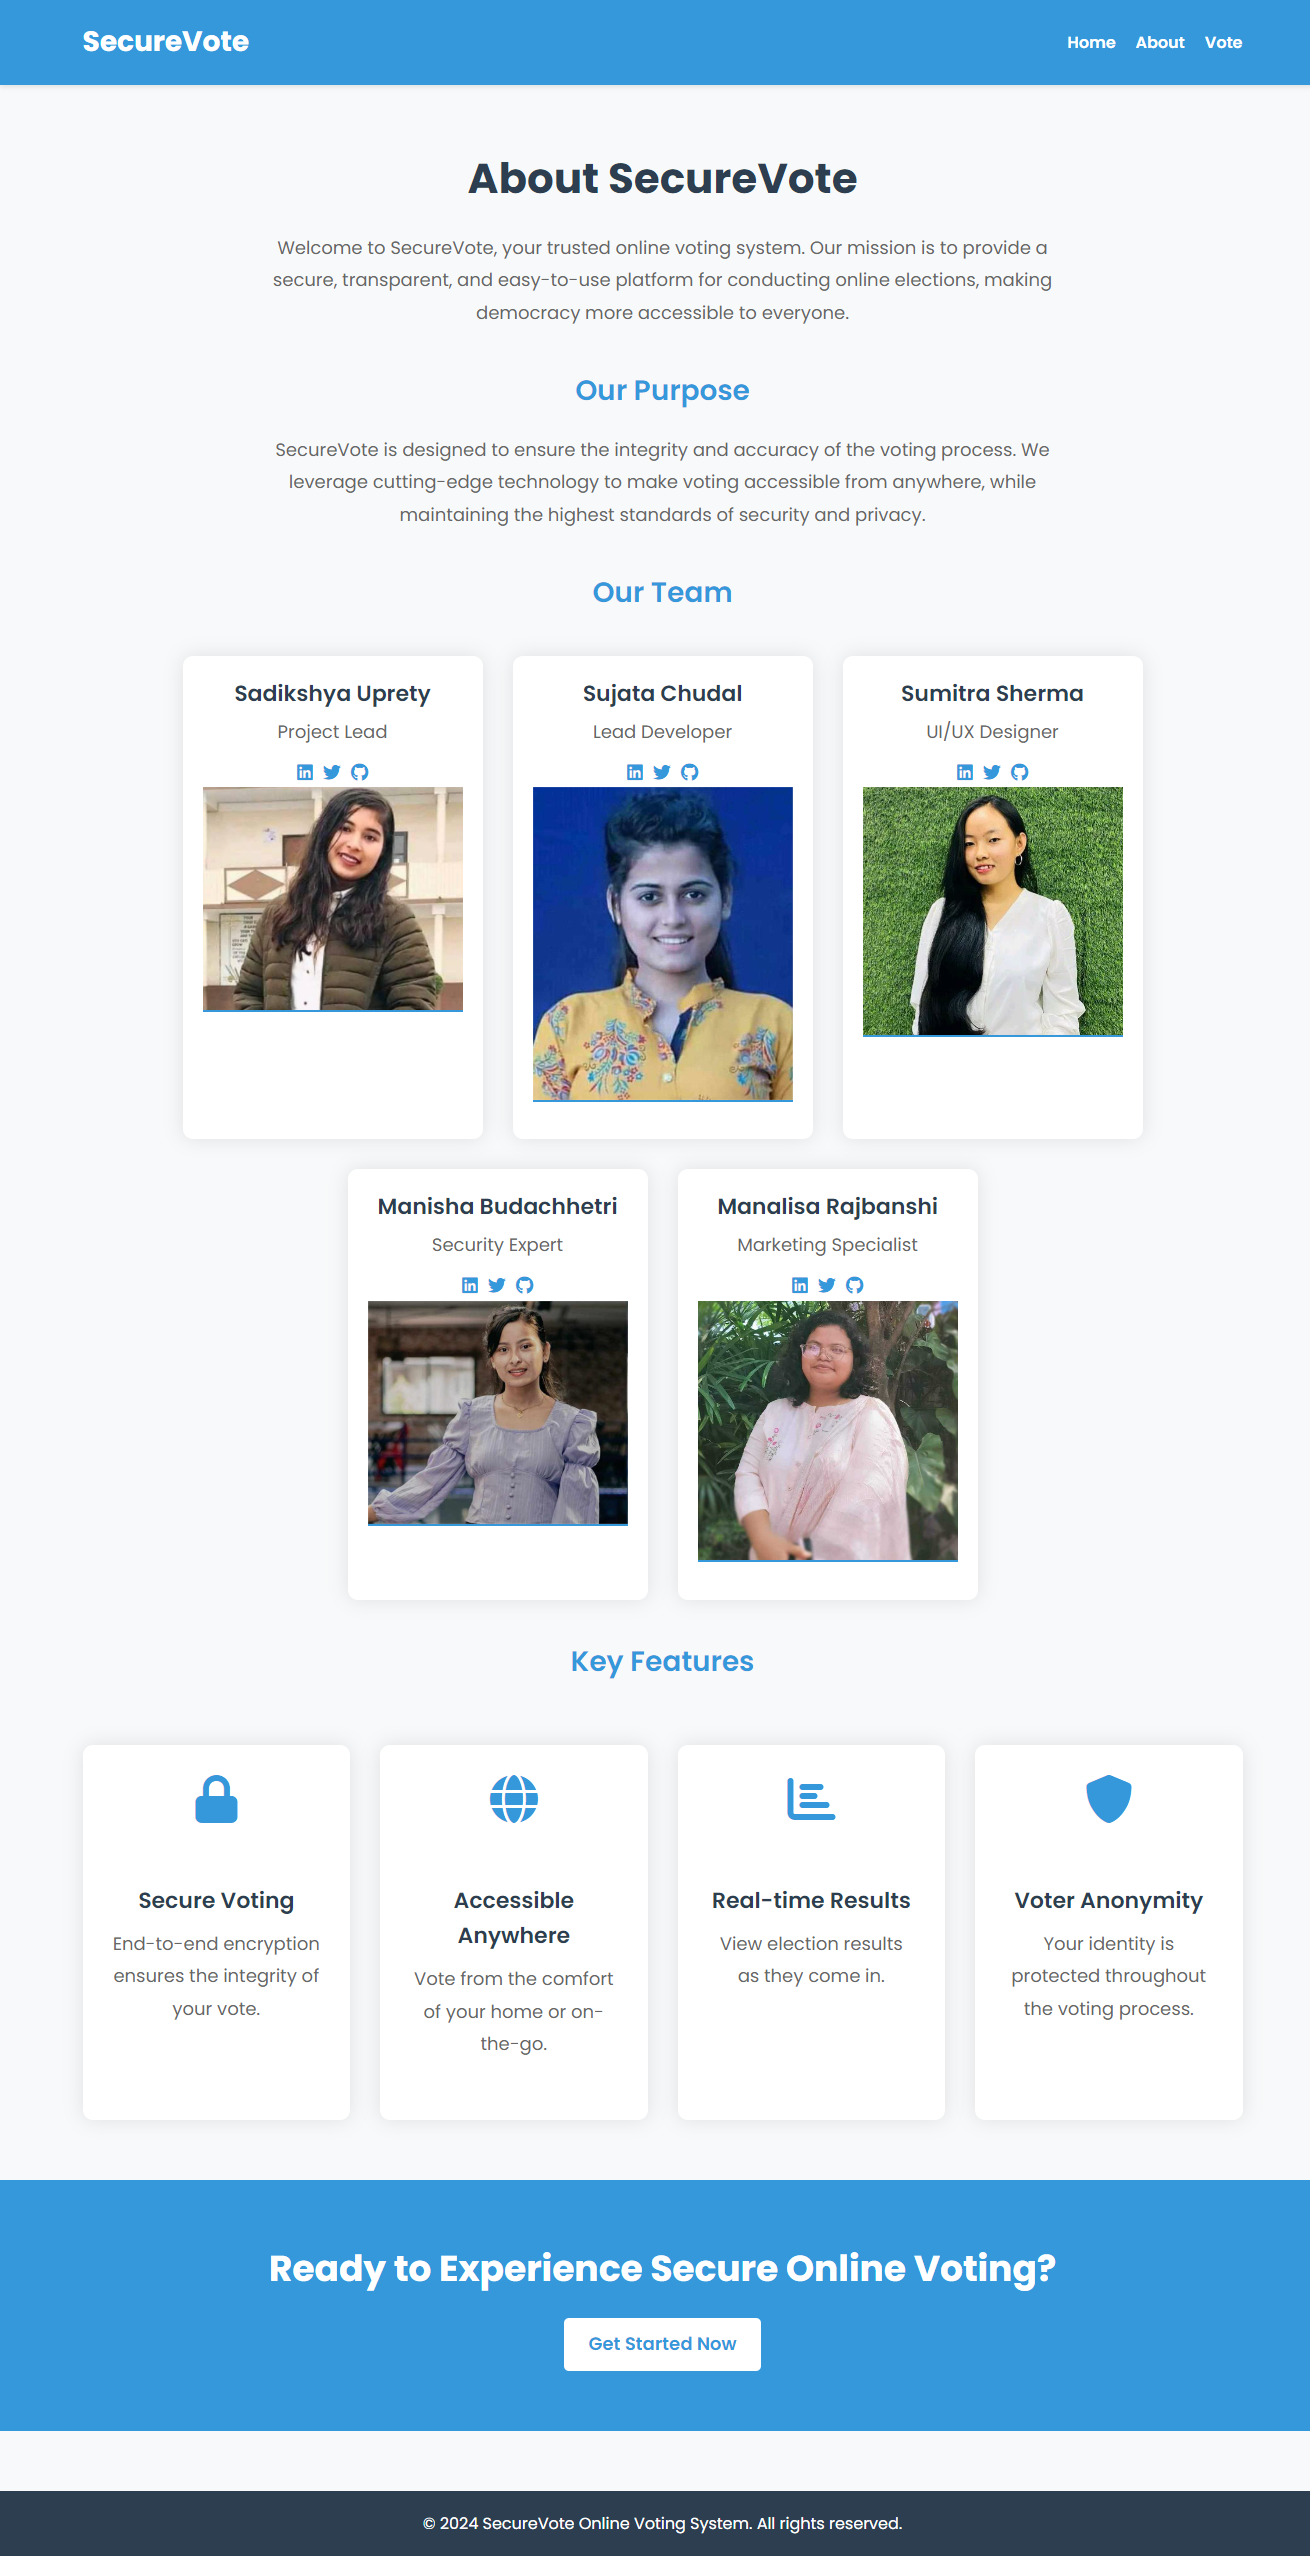 SecureVote
Home About Vote
About SecureVote
Welcome to SecureVote, your trusted online voting system. Our mission is to provide a
secure, transparent, and easy-to-use platform for conducting online elections, making
democracy more accessible to everyone.
Our Purpose
SecureVote is designed to ensure the integrity and accuracy of the voting process. We
leverage cutting-edge technology to make voting accessible from anywhere, while
maintaining the highest standards of security and privacy.
Our Team
Sadikshya Uprety
Project Lead
Sujata Chudal
Lead Developer
Sumitra Sherma
UI/UX Designer
Manisha Budachhetri
Security Expert
Manalisa Rajbanshi
Marketing Specialist
Key Features
Secure Voting
End-to-end encryption
ensures the integrity of
your vote.
Accessible
Anywhere
Vote from the comfort
of your home or on-
the-go.
Real-time Results
View election results
as they come in.
Voter Anonymity
Your identity is
protected throughout
the voting process.
Ready to Experience Secure Online Voting?
Get Started Now
© 2024 SecureVote Online Voting System. All rights reserved.